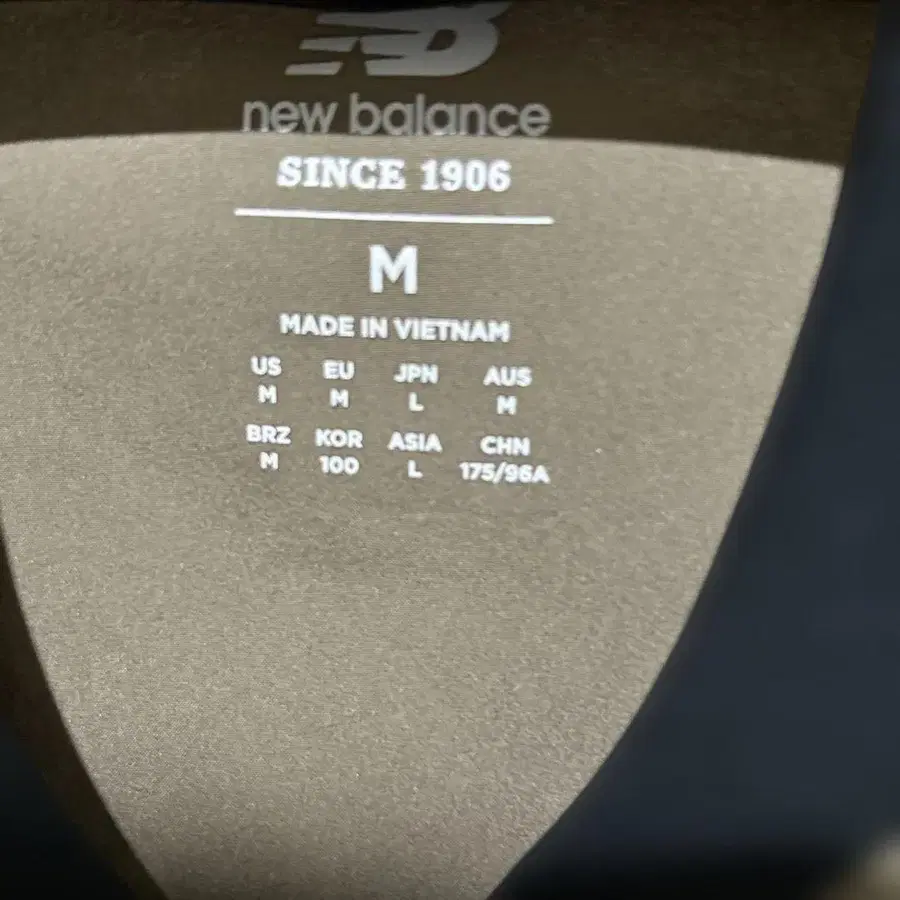 new balance
SINCE 1906
M
MADE IN VIETNAM
US EU JPN AUS
M M L M
BRZ KOR ASIA CHN
M 100 L 175/96A